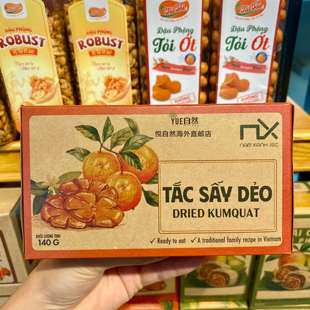 ĐẬU PHỘNG
ROBUST
ROBUST
Đậu Phộng
Tỏi Ớt
Đậu Phộng
Tỏi Ớt
YUE自然
悦自然海外直邮店
NX
NAM XANH JSC
TẮC SẤY DẺO
DRIED KUMQUAT
KHỐI LƯỢNG TỊNH
140 G
✓ Ready to eat
✓ A traditional family recipe in Vietnam